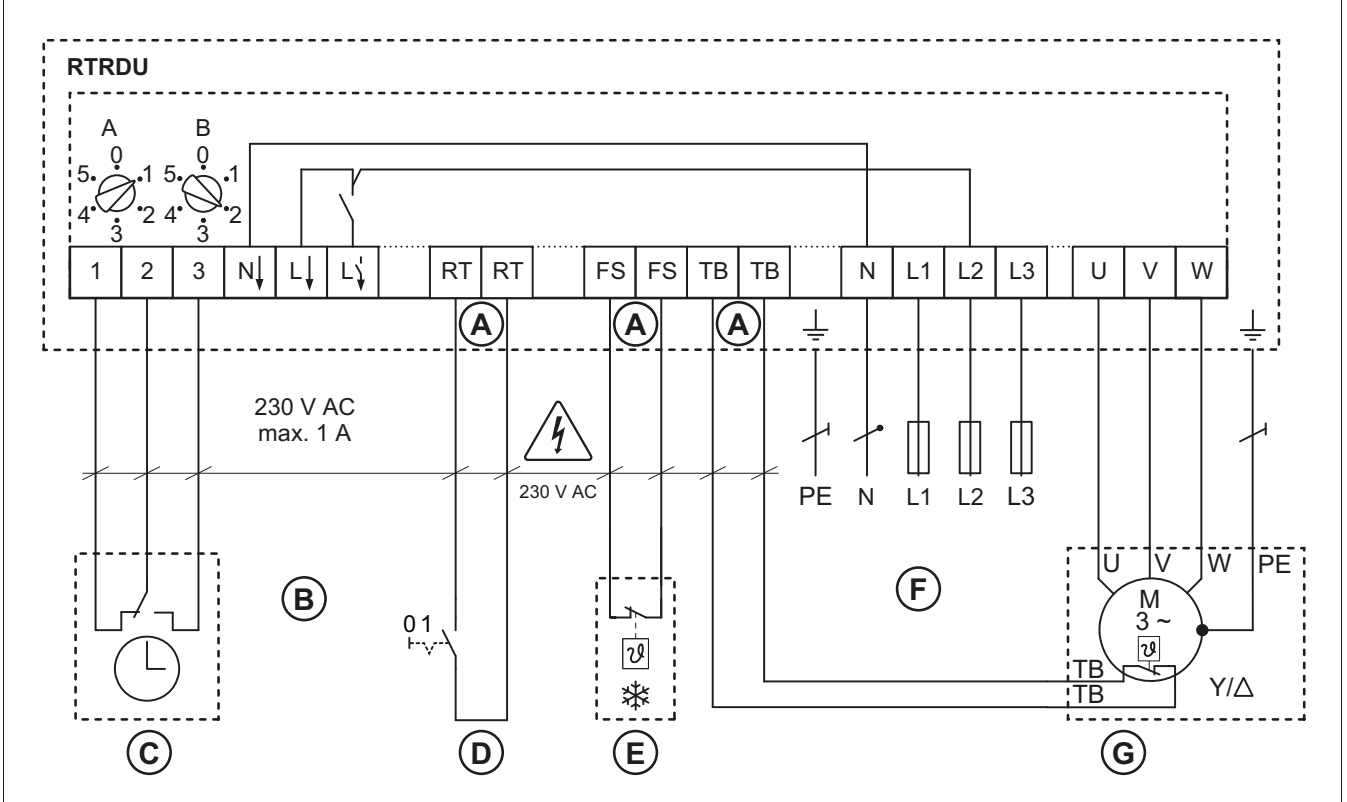 RTRDU
A B
0 0
5 1 5 1
4 2 4 2
3 3
1 2 3 N L L RT RT FS FS TB TB N L1 L2 L3 U V W
A A A
230 V AC
max. 1 A
230 V AC
PE N L1 L2 L3
B
F
U V W PE
M
3 ~
0 1
ϑ
ϑ
TB
TB
Y/△
C D E G